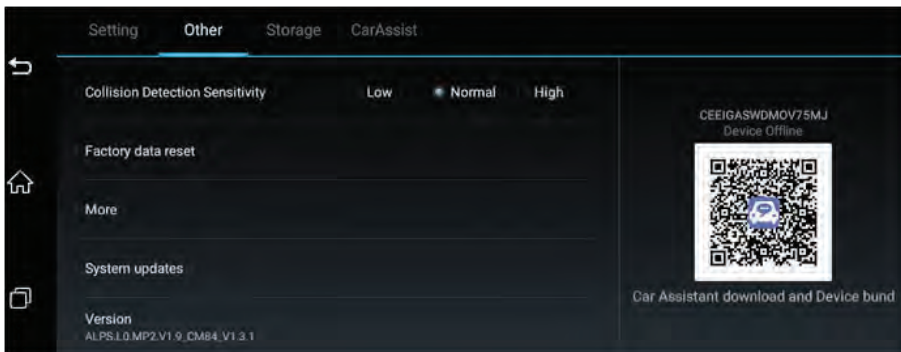 Setting Other Storage CarAssist
Collision Detection Sensitivity Low Normal High
Factory data reset
More
System updates
Version
ALPS.L0.MP2.V1.9_CM84_V1.3.1
CEEIGASWDMOV75MJ
Device Offline
Car Assistant download and Device bund